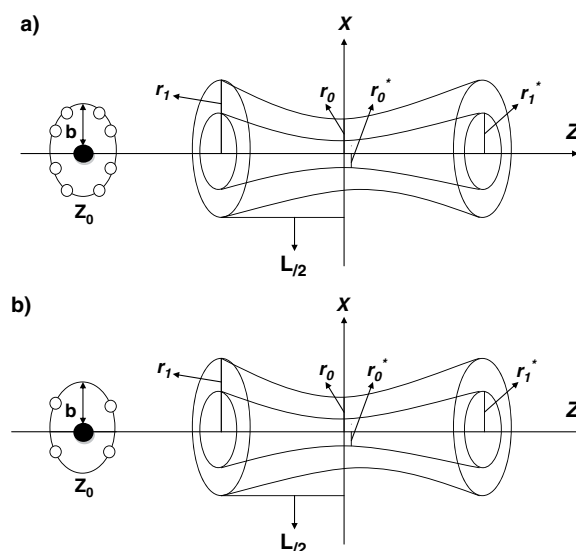 a)
X
r₁
r₀
r₀*
r₁*
Z
b
Z₀
L/2
b)
X
r₁
r₀
r₀*
r₁*
Z
b
Z₀
L/2